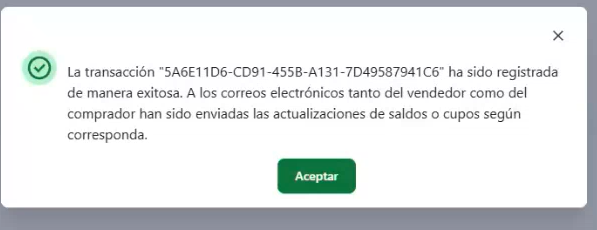 La transacción "5A6E11D6-CD91-455B-A131-7D49587941C6" ha sido registrada
de manera exitosa. A los correos electrónicos tanto del vendedor como del
comprador han sido enviadas las actualizaciones de saldos o cupos según
corresponda.
Aceptar